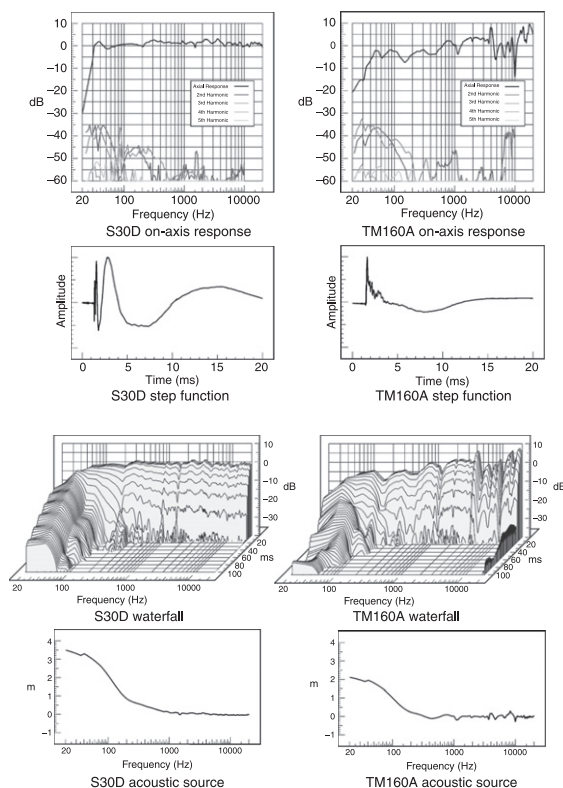 10
0
−10
−20
−30
−40
−50
−60
dB
Axial Response
2nd Harmonic
3rd Harmonic
4th Harmonic
5th Harmonic
20 100 1000 10000
Frequency (Hz)
S30D on-axis response
10
0
−10
−20
−30
−40
−50
−60
dB
Axial Response
2nd Harmonic
3rd Harmonic
4th Harmonic
5th Harmonic
20 100 1000 10000
Frequency (Hz)
TM160A on-axis response
Amplitude
0 5 10 15 20
Time (ms)
S30D step function
Amplitude
0 5 10 15 20
Time (ms)
TM160A step function
10
0
−10
−20
−30
dB
20
40
60
80
100
ms
20 100 1000 10000
Frequency (Hz)
S30D waterfall
10
0
−10
−20
−30
dB
20
40
60
80
100
ms
20 100 1000 10000
Frequency (Hz)
TM160A waterfall
4
3
2
1
0
−1
m
20 100 1000 10000
Frequency (Hz)
S30D acoustic source
4
3
2
1
0
−1
m
20 100 1000 10000
Frequency (Hz)
TM160A acoustic source